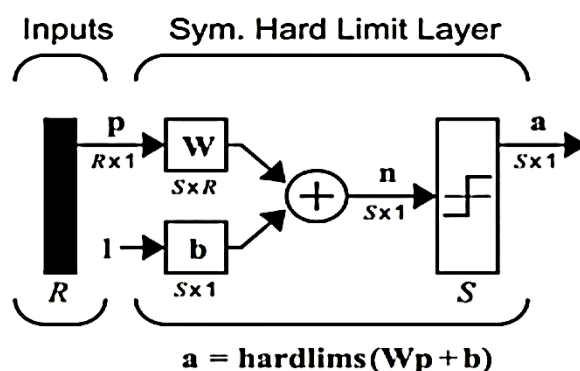 Inputs Sym. Hard Limit Layer
p a
R x 1 W n S x 1
S x R S x 1
1 b
R S x 1 S
a = hardlims(Wp + b)